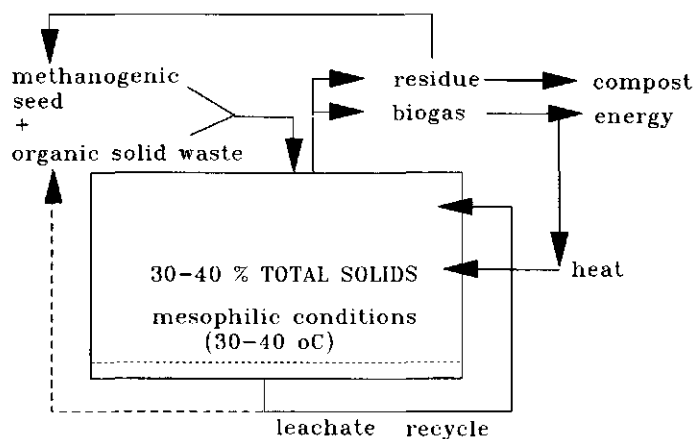 methanogenic
seed
+
organic solid waste
residue
compost
biogas
energy
30-40 % TOTAL SOLIDS
mesophilic conditions
(30-40 oC)
heat
leachate recycle